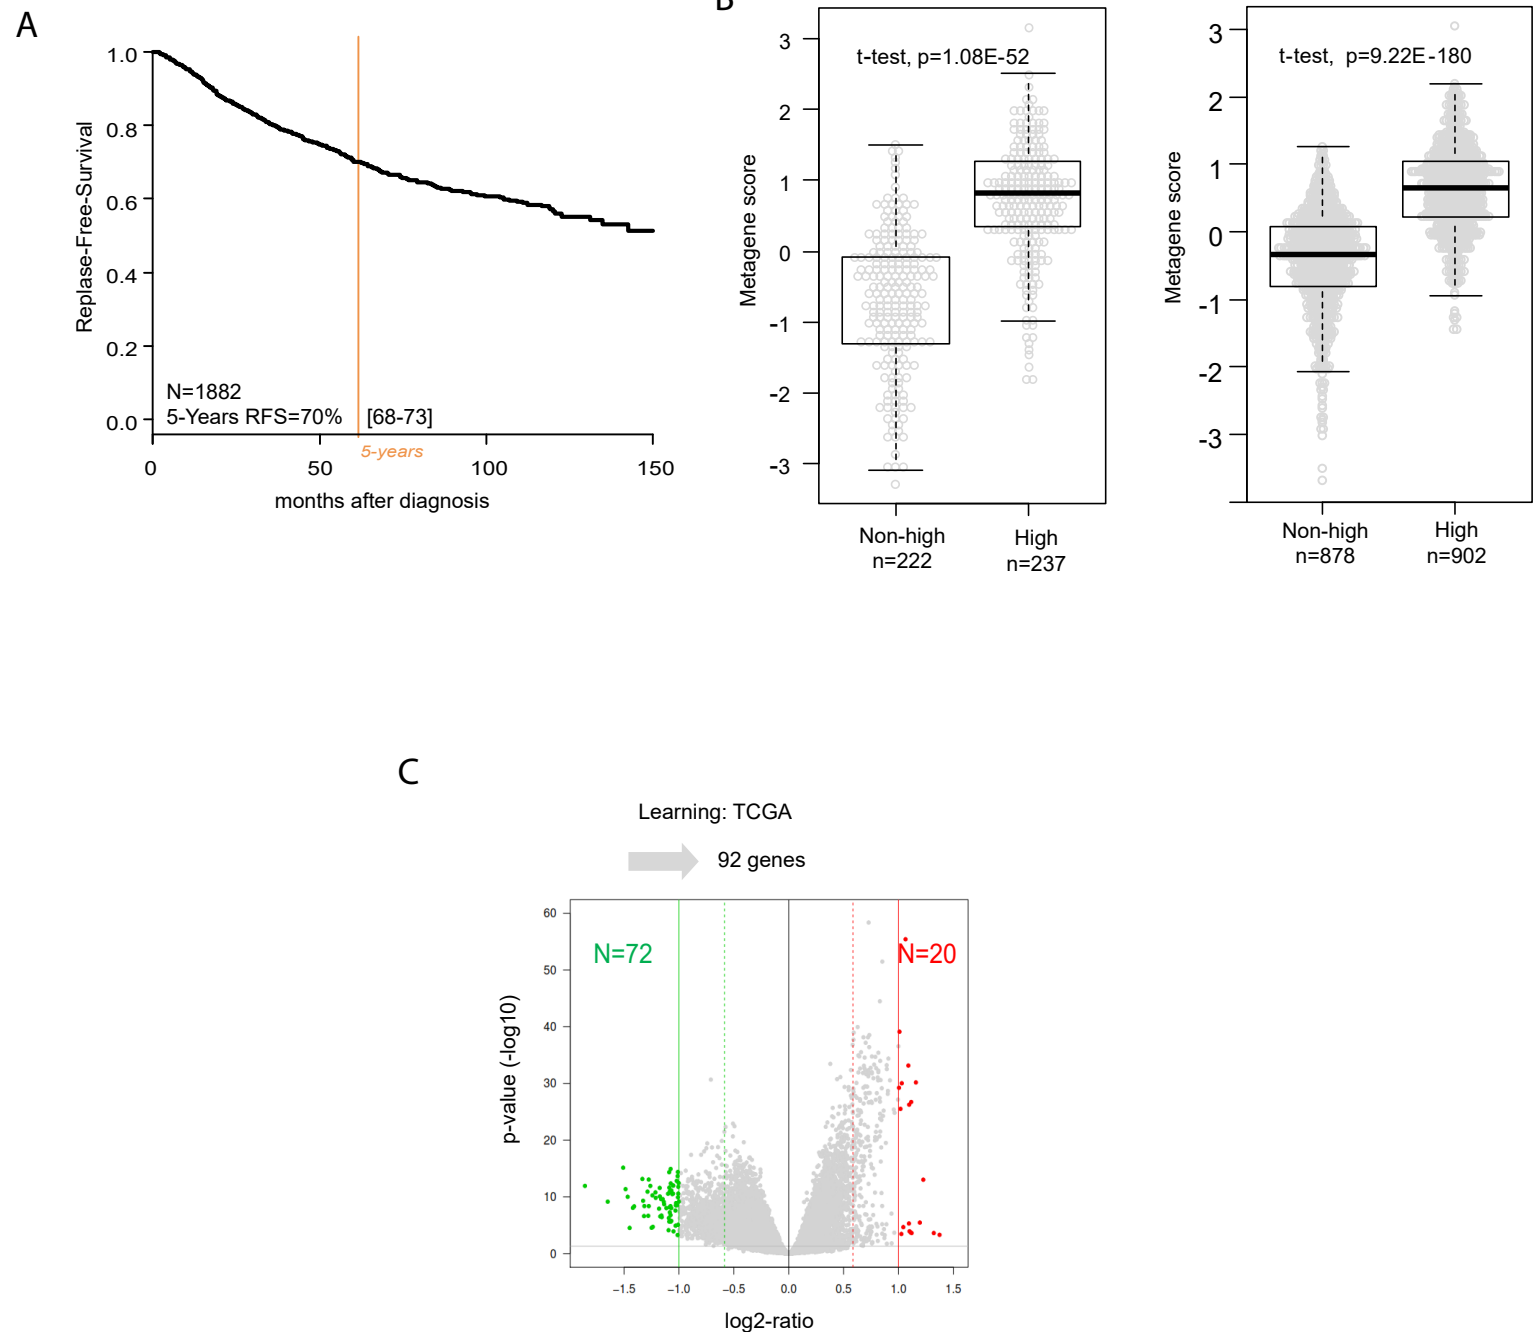 A
1.0
0.8
0.6
0.4
0.2
0.0
Replase-Free-Survival
N=1882
5-Years RFS=70% [68-73]
5-years
0 50 100 150
months after diagnosis
B
3
2
1
0
-1
-2
-3
Metagene score
t-test, p=1.08E-52
Non-high High
n=222 n=237
3
2
1
0
-1
-2
-3
Metagene score
t-test, p=9.22E-180
Non-high High
n=878 n=902
C
Learning: TCGA
92 genes
60
50
40
30
20
10
0
p-value (-log10)
N=72 N=20
−1.5 −1.0 −0.5 0.0 0.5 1.0 1.5
log2-ratio